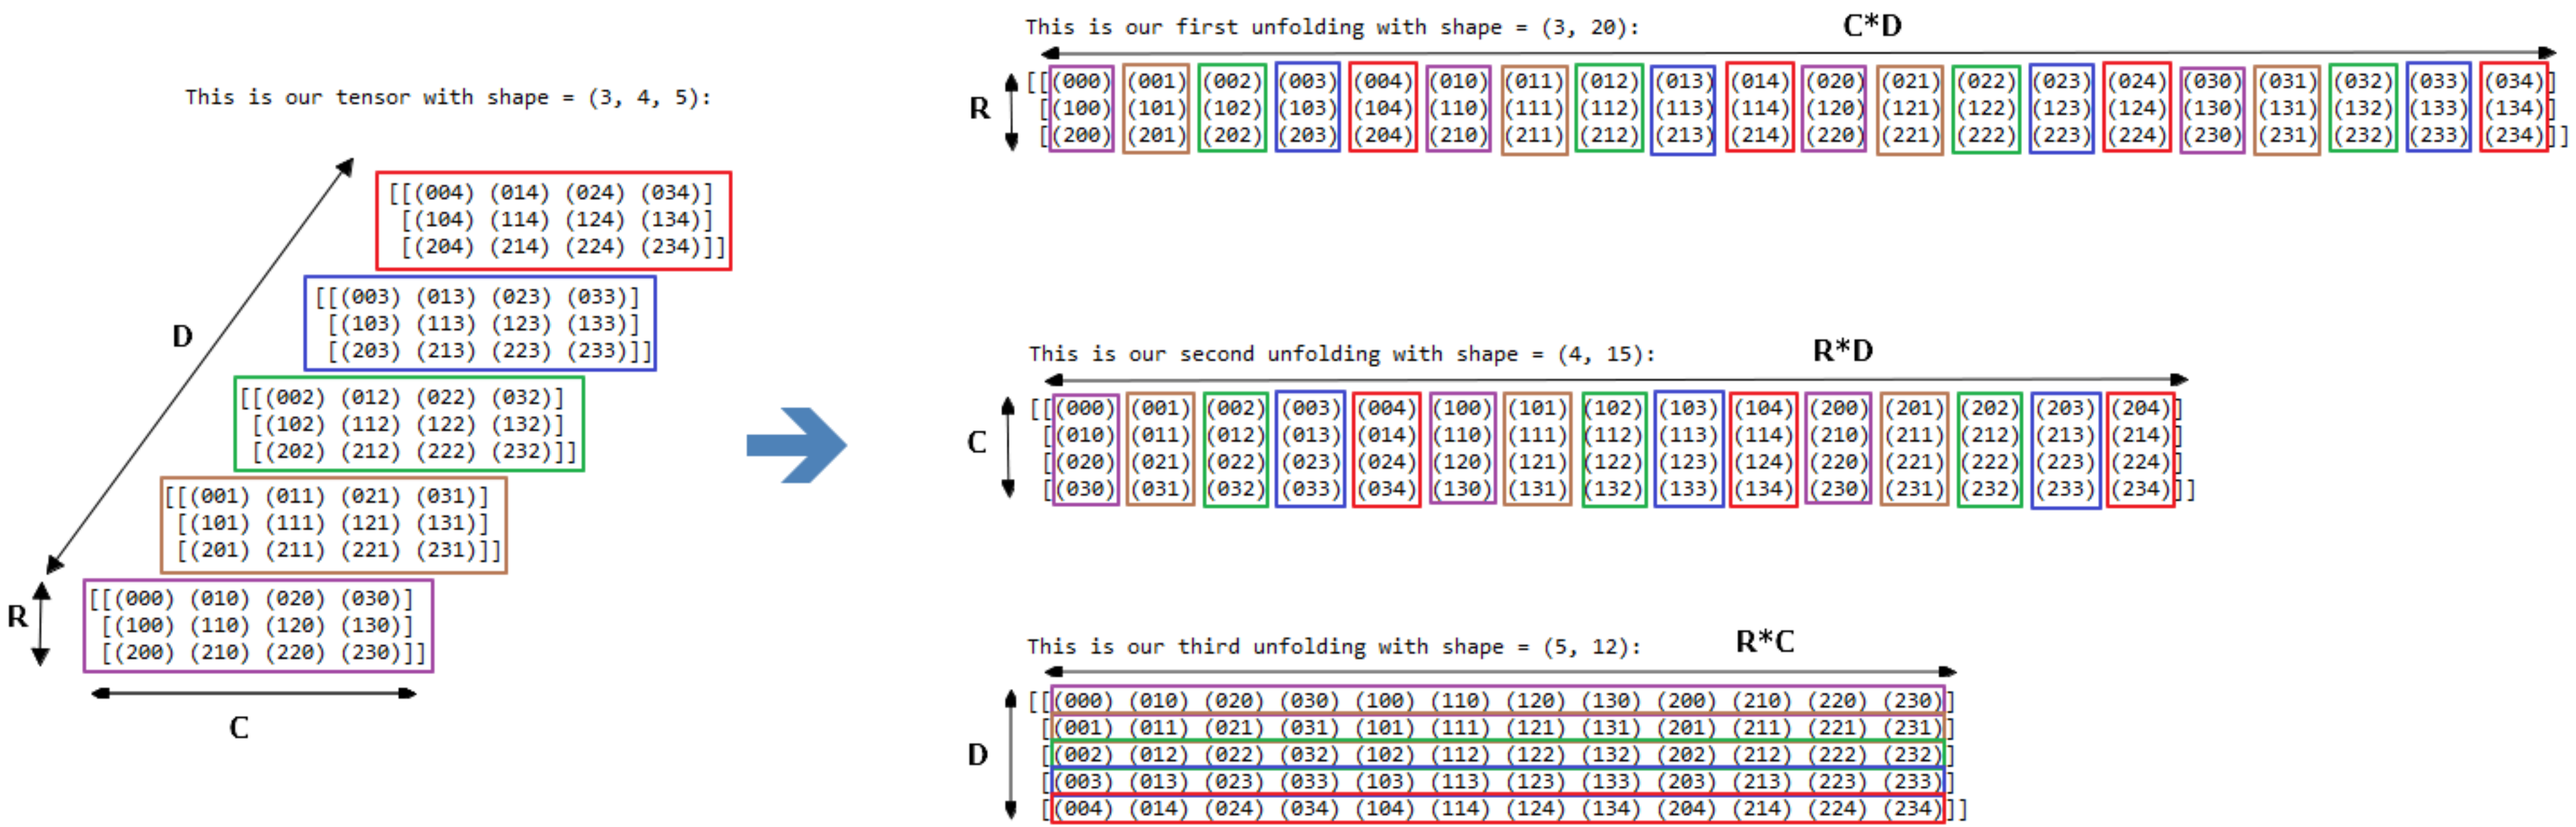 This is our tensor with shape = (3, 4, 5):
[[(004) (014) (024) (034)]
[(104) (114) (124) (134)]
[(204) (214) (224) (234)]]
[[(003) (013) (023) (033)]
[(103) (113) (123) (133)]
[(203) (213) (223) (233)]]
D
[[(002) (012) (022) (032)]
[(102) (112) (122) (132)]
[(202) (212) (222) (232)]]
[[(001) (011) (021) (031)]
[(101) (111) (121) (131)]
[(201) (211) (221) (231)]]
[[(000) (010) (020) (030)]
R
[(100) (110) (120) (130)]
[(200) (210) (220) (230)]]
C
This is our first unfolding with shape = (3, 20):
C*D
[[(000) (001) (002) (003) (004) (010) (011) (012) (013) (014) (020) (021) (022) (023) (024) (030) (031) (032) (033) (034)]
R
[(100) (101) (102) (103) (104) (110) (111) (112) (113) (114) (120) (121) (122) (123) (124) (130) (131) (132) (133) (134)]
[(200) (201) (202) (203) (204) (210) (211) (212) (213) (214) (220) (221) (222) (223) (224) (230) (231) (232) (233) (234)]]
This is our second unfolding with shape = (4, 15):
R*D
[[(000) (001) (002) (003) (004) (100) (101) (102) (103) (104) (200) (201) (202) (203) (204)]
C
[(010) (011) (012) (013) (014) (110) (111) (112) (113) (114) (210) (211) (212) (213) (214)]
[(020) (021) (022) (023) (024) (120) (121) (122) (123) (124) (220) (221) (222) (223) (224)]
[(030) (031) (032) (033) (034) (130) (131) (132) (133) (134) (230) (231) (232) (233) (234)]]
This is our third unfolding with shape = (5, 12):
R*C
[[(000) (010) (020) (030) (100) (110) (120) (130) (200) (210) (220) (230)]
[(001) (011) (021) (031) (101) (111) (121) (131) (201) (211) (221) (231)]
D
[(002) (012) (022) (032) (102) (112) (122) (132) (202) (212) (222) (232)]
[(003) (013) (023) (033) (103) (113) (123) (133) (203) (213) (223) (233)]
[(004) (014) (024) (034) (104) (114) (124) (134) (204) (214) (224) (234)]]